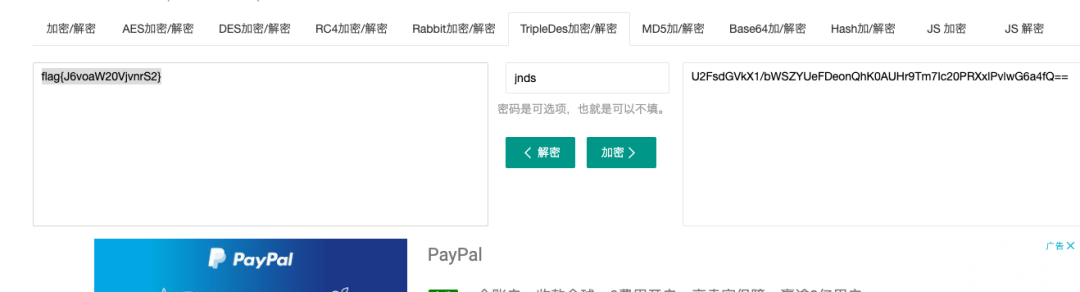 加密/解密 AES加密/解密 DES加密/解密 RC4加密/解密 Rabbit加密/解密 TripleDes加密/解密 MD5加/解密 Base64加/解密 Hash加/解密 JS 加密 JS 解密
flag{J6voaW20VjvnrS2}
jnds
U2FsdGVkX1/bWSZYUeFDeonQhK0AUHr9Tm7Ic20PRXxlPvlwG6a4fQ==
密码是可选项，也就是可以不填。
解密
加密
PayPal
PayPal
广告